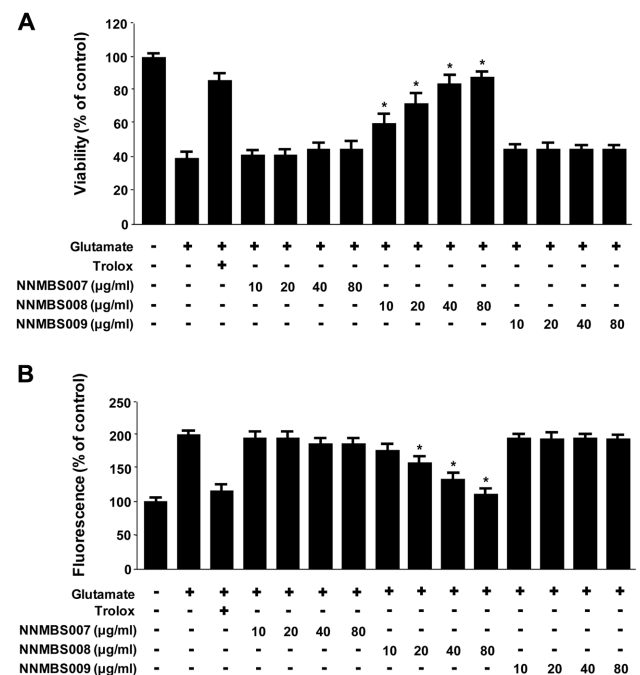 A
Viability (% of control)
120
100
80
60
40
20
0
* * * *
Glutamate - + + + + + + + + + + + + + +
Trolox - - + - - - - - - - - - - - -
NNMBS007 (µg/ml) - - - 10 20 40 80 - - - - - - - -
NNMBS008 (µg/ml) - - - - - - - 10 20 40 80 - - - -
NNMBS009 (µg/ml) - - - - - - - - - - - 10 20 40 80
B
Fluorescence (% of control)
250
200
150
100
50
0
* * *
Glutamate - + + + + + + + + + + + + + +
Trolox - - + - - - - - - - - - - - -
NNMBS007 (µg/ml) - - - 10 20 40 80 - - - - - - - -
NNMBS008 (µg/ml) - - - - - - - 10 20 40 80 - - - -
NNMBS009 (µg/ml) - - - - - - - - - - - 10 20 40 80